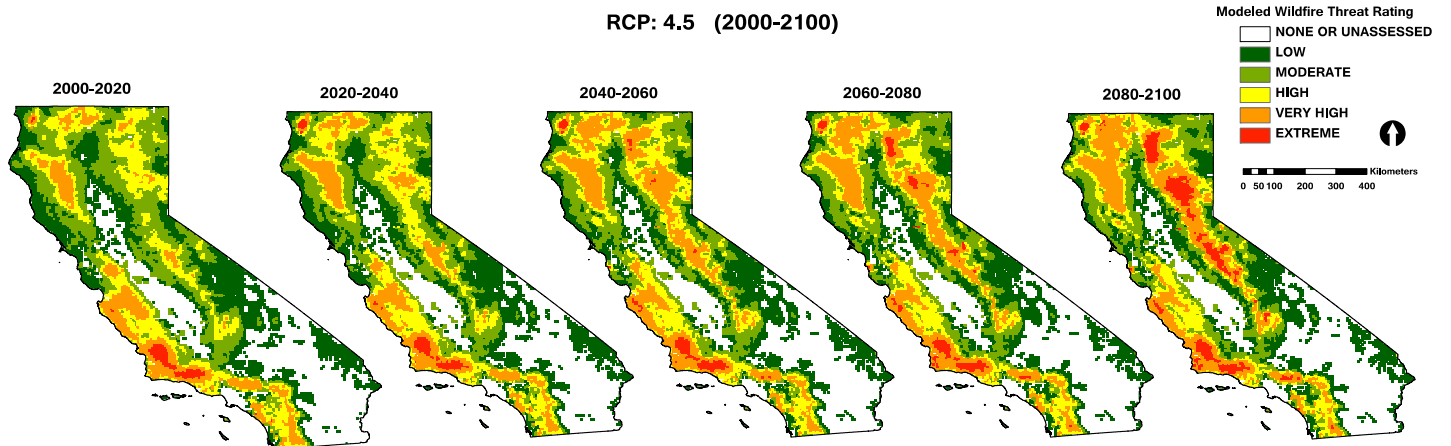 RCP: 4.5 (2000-2100)
Modeled Wildfire Threat Rating
NONE OR UNASSESSED
LOW
MODERATE
HIGH
VERY HIGH
EXTREME
Kilometers
0 50 100 200 300 400
2000-2020
2020-2040
2040-2060
2060-2080
2080-2100